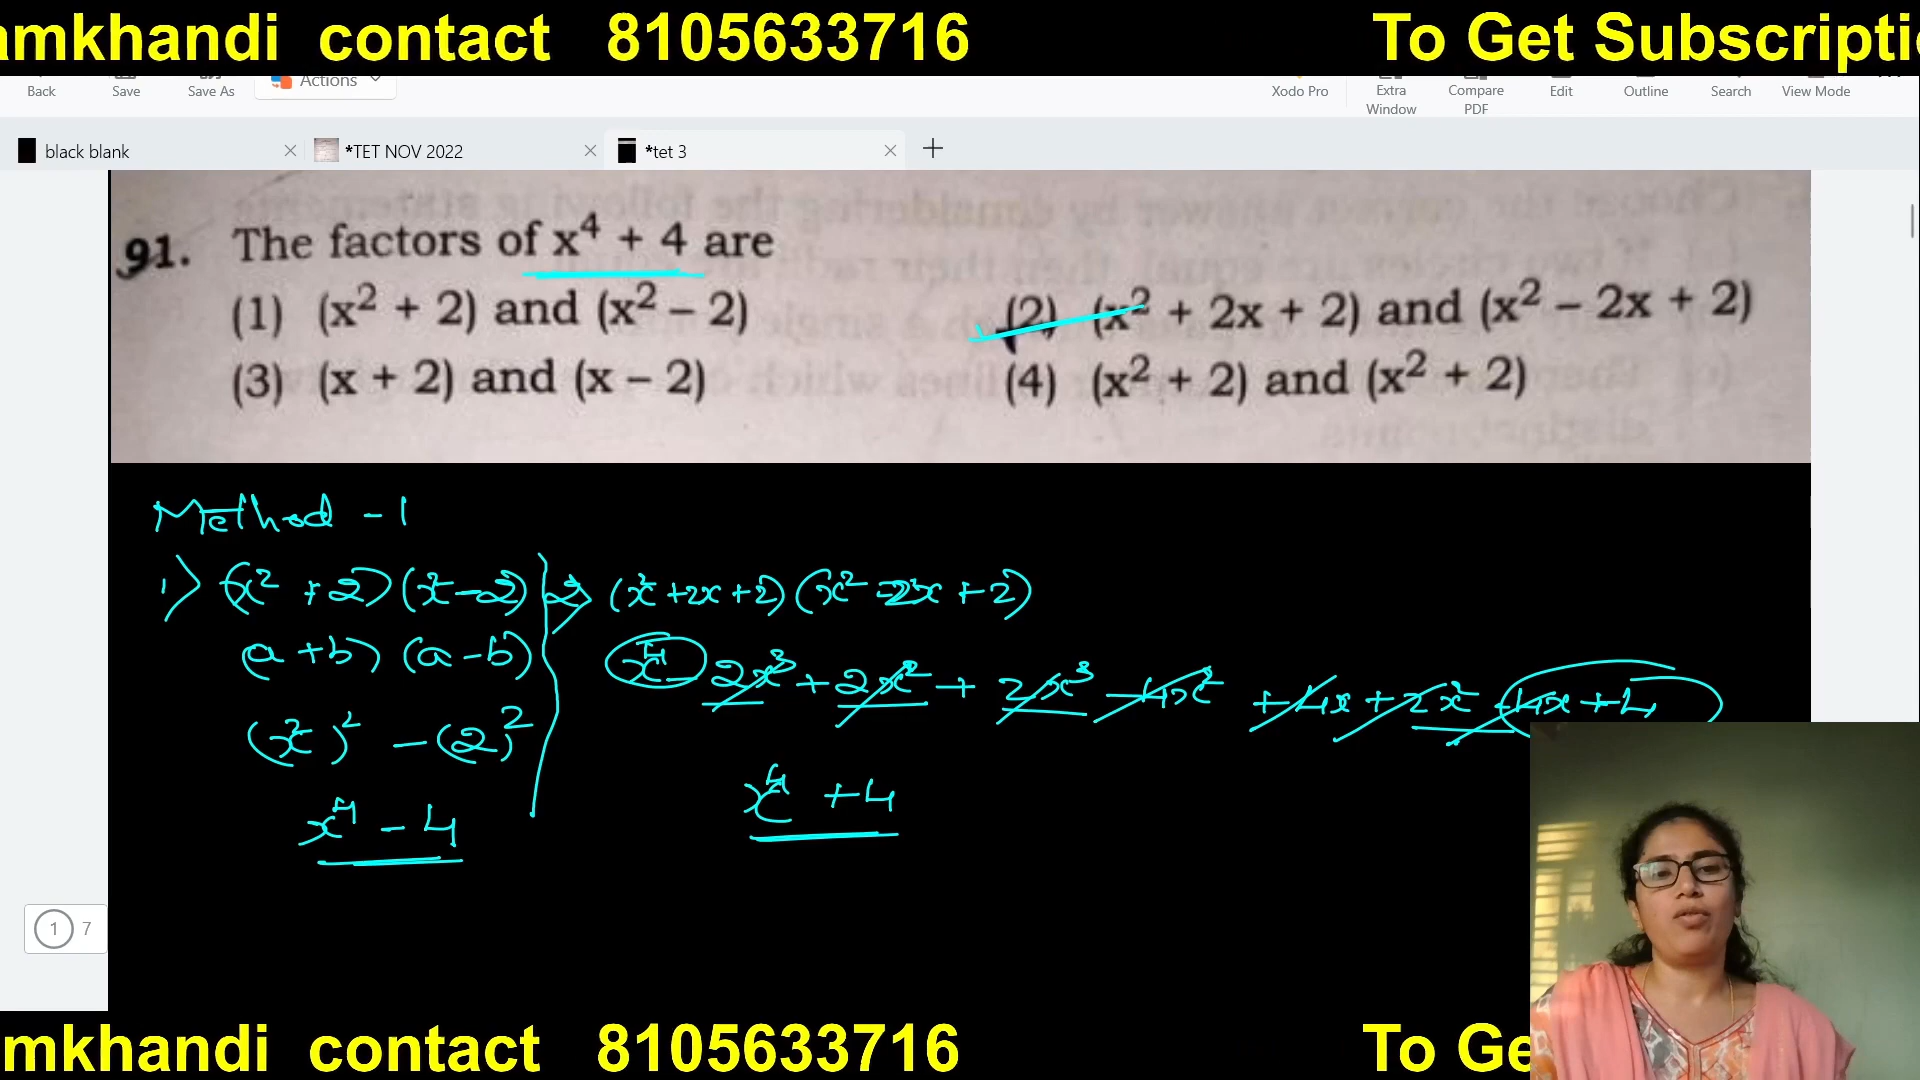 amkhandi contact 8105633716 To Get Subscripti
Back Save Save As Actions Xodo Pro Extra Window Compare PDF Edit Outline Search View Mode
black blank *TET NOV 2022 *tet 3
91. The factors of x⁴ + 4 are
(1) (x² + 2) and (x² – 2) (2) (x² + 2x + 2) and (x² – 2x + 2)
(3) (x + 2) and (x – 2) (4) (x² + 2) and (x² + 2)
Method - 1
1) (x² + 2) (x² - 2) 2) (x² + 2x + 2) (x² - 2x + 2)
(a + b) (a - b) x⁴ - 2x³ + 2x² + 2x³ - 4x² + 4x + 2x² - 4x + 4
(x²)² - (2)²
x⁴ - 4 x⁴ + 4
1 7
mkhandi contact 8105633716 To Ge